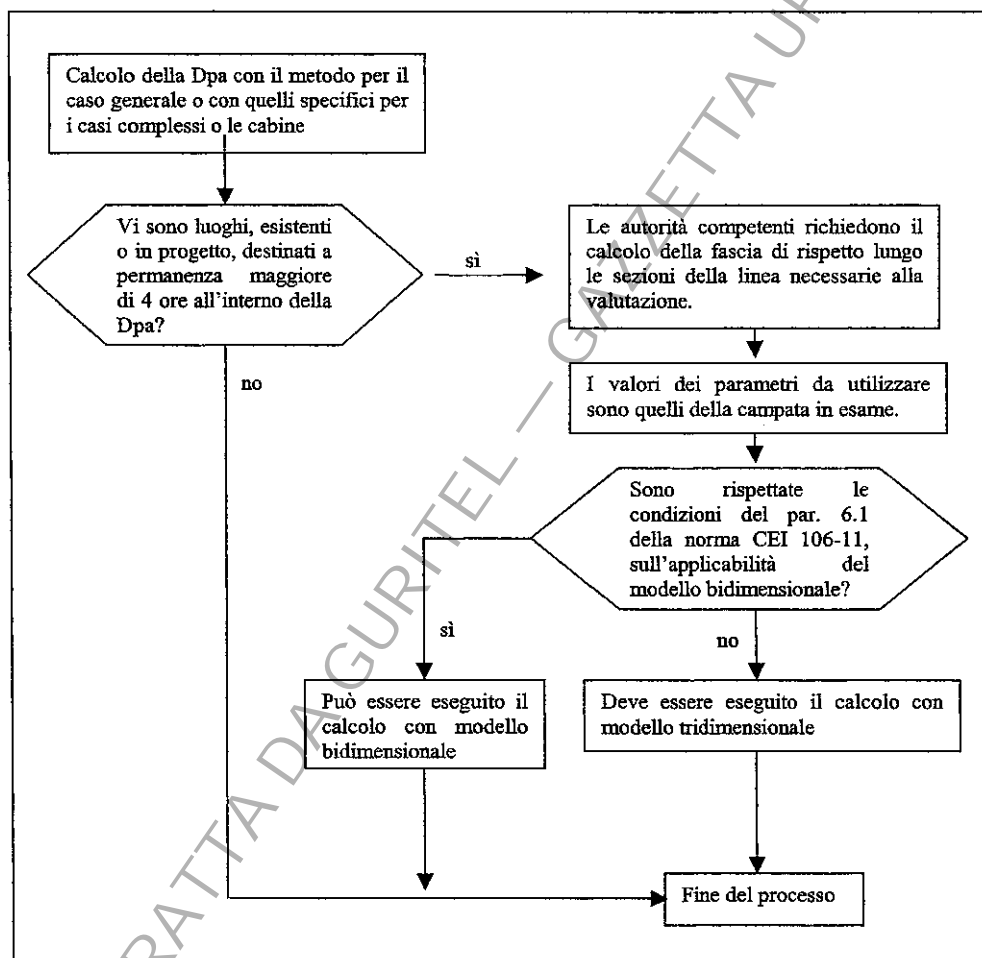 Calcolo della Dpa con il metodo per il
caso generale o con quelli specifici per
i casi complessi o le cabine
Vi sono luoghi, esistenti
o in progetto, destinati a
permanenza maggiore
di 4 ore all'interno della
Dpa?
sì
no
Le autorità competenti richiedono il
calcolo della fascia di rispetto lungo
le sezioni della linea necessarie alla
valutazione.
I valori dei parametri da utilizzare
sono quelli della campata in esame.
Sono rispettate le
condizioni del par. 6.1
della norma CEI 106-11,
sull'applicabilità del
modello bidimensionale?
sì
no
Può essere eseguito il
calcolo con modello
bidimensionale
Deve essere eseguito il calcolo con
modello tridimensionale
Fine del processo
RATTA DA GURITEL — GAZZETTA